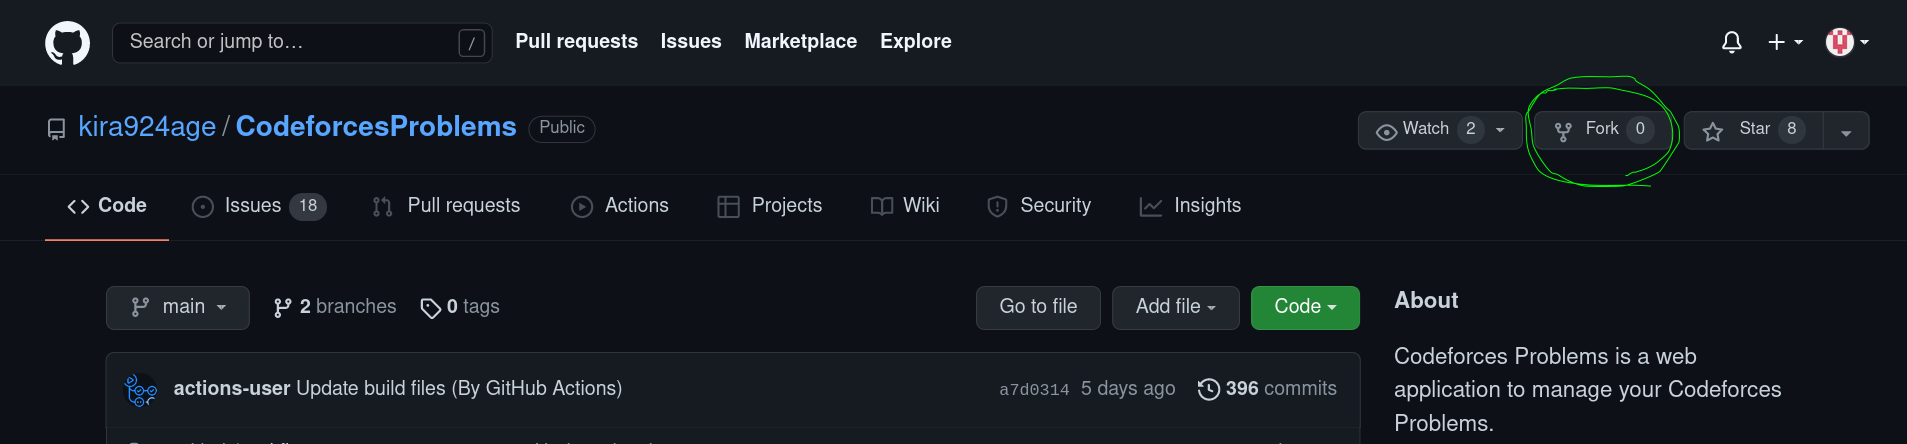 Search or jump to... / Pull requests Issues Marketplace Explore
kira924age / CodeforcesProblems Public Watch 2 Fork 0 Star 8
Code Issues 18 Pull requests Actions Projects Wiki Security Insights
main 2 branches 0 tags Go to file Add file Code About
Codeforces Problems is a web
application to manage your Codeforces
Problems.
actions-user Update build files (By GitHub Actions) a7d0314 5 days ago 396 commits